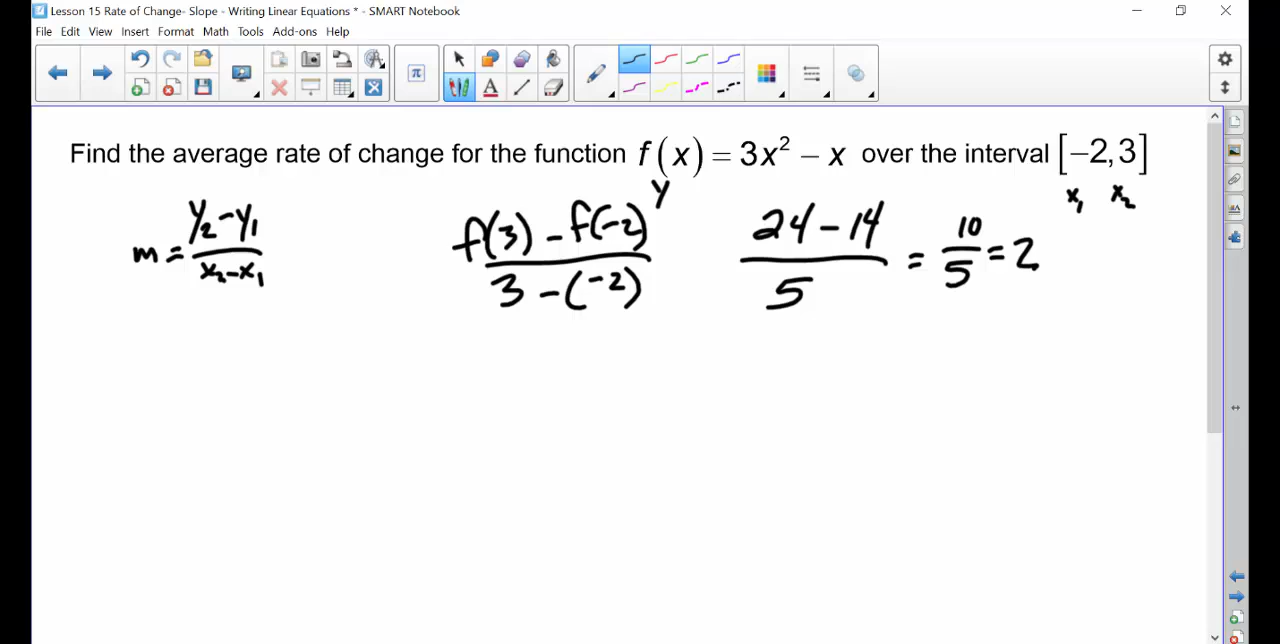 Lesson 15 Rate of Change- Slope - Writing Linear Equations * - SMART Notebook
File Edit View Insert Format Math Tools Add-ons Help
π
A
Find the average rate of change for the function f(x) = 3x² − x over the interval [−2, 3]
x₁ x₂
m = (y₂ − y₁)/(x₂ − x₁) y (f(3) − f(−2))/(3 − (−2)) (24 − 14)/5 = 10/5 = 2